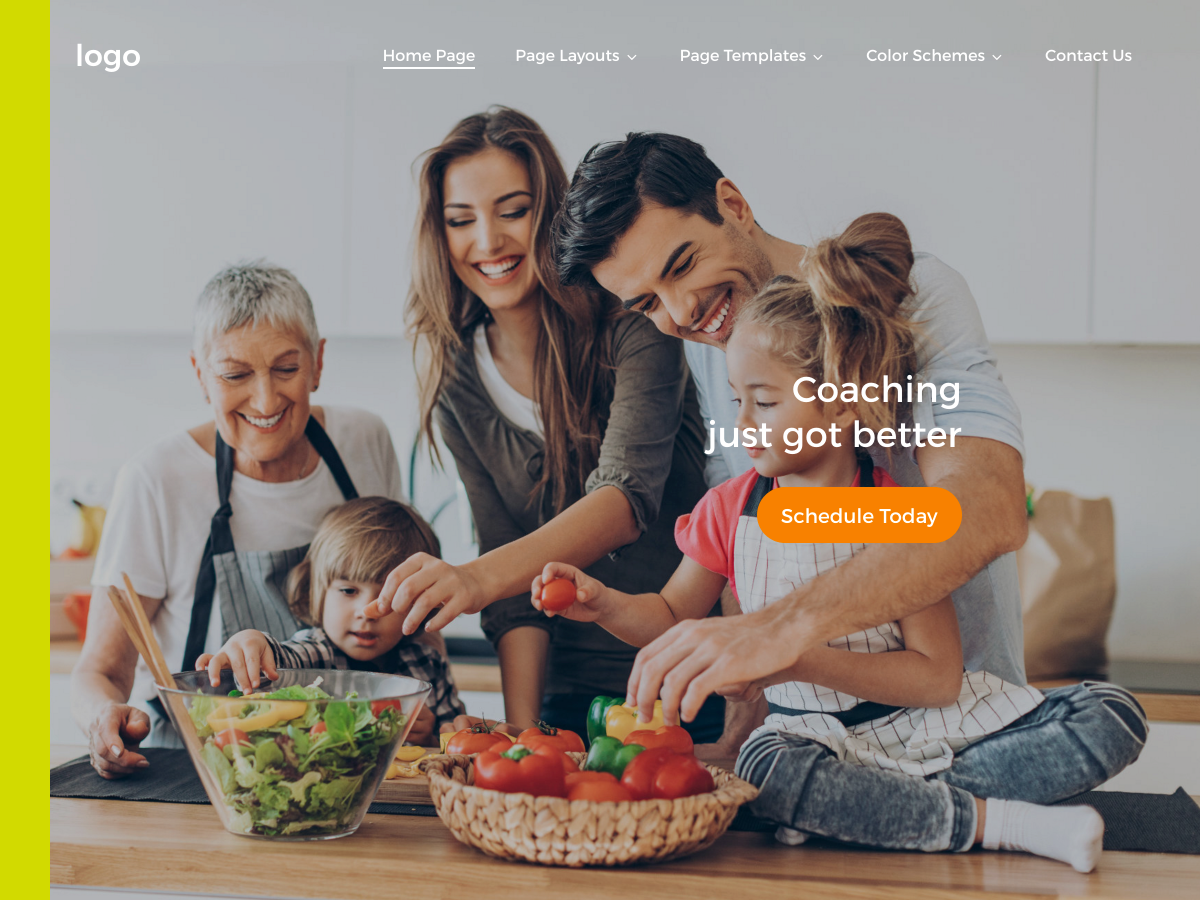 logo
Home Page
Page Layouts
Page Templates
Color Schemes
Contact Us
Coaching
just got better
Schedule Today